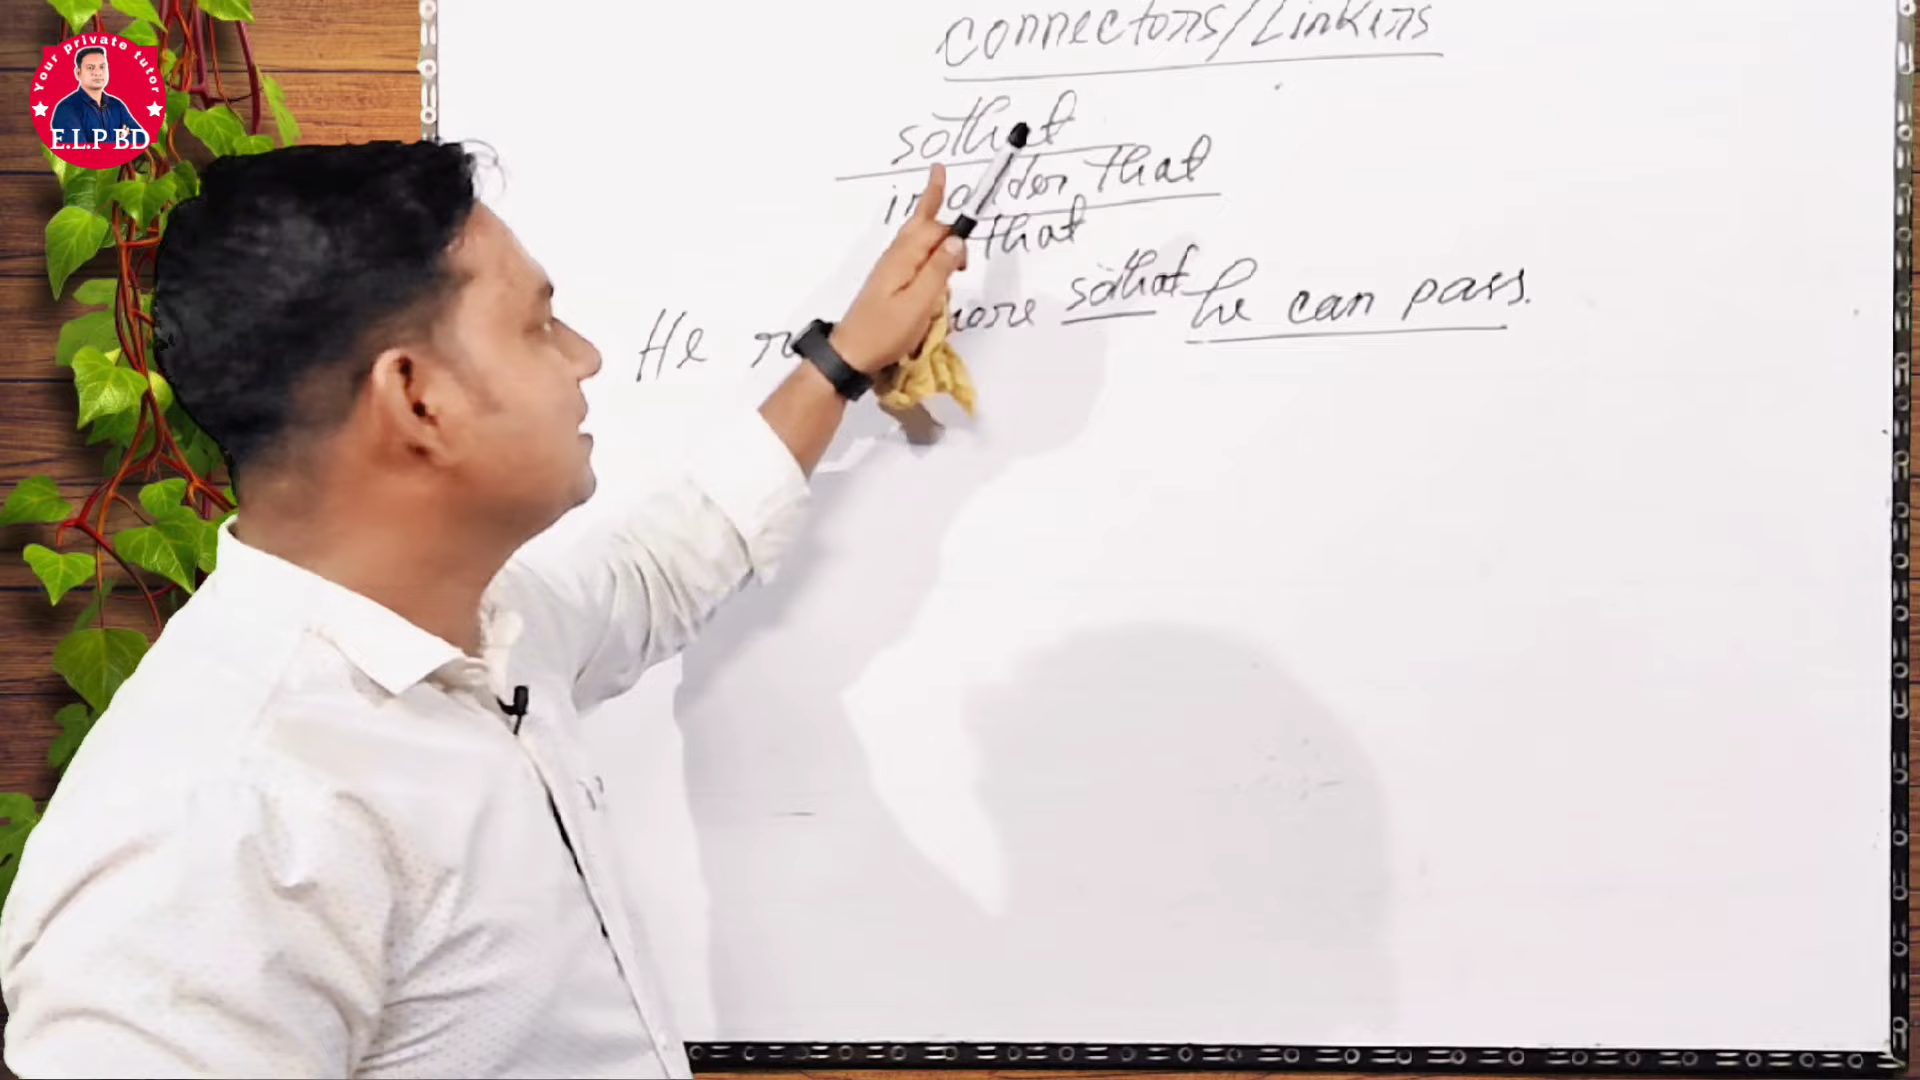 Your private tutor
E.L.P BD
connectors/Linkers
so that
in order that
that
He more so that he can pass.